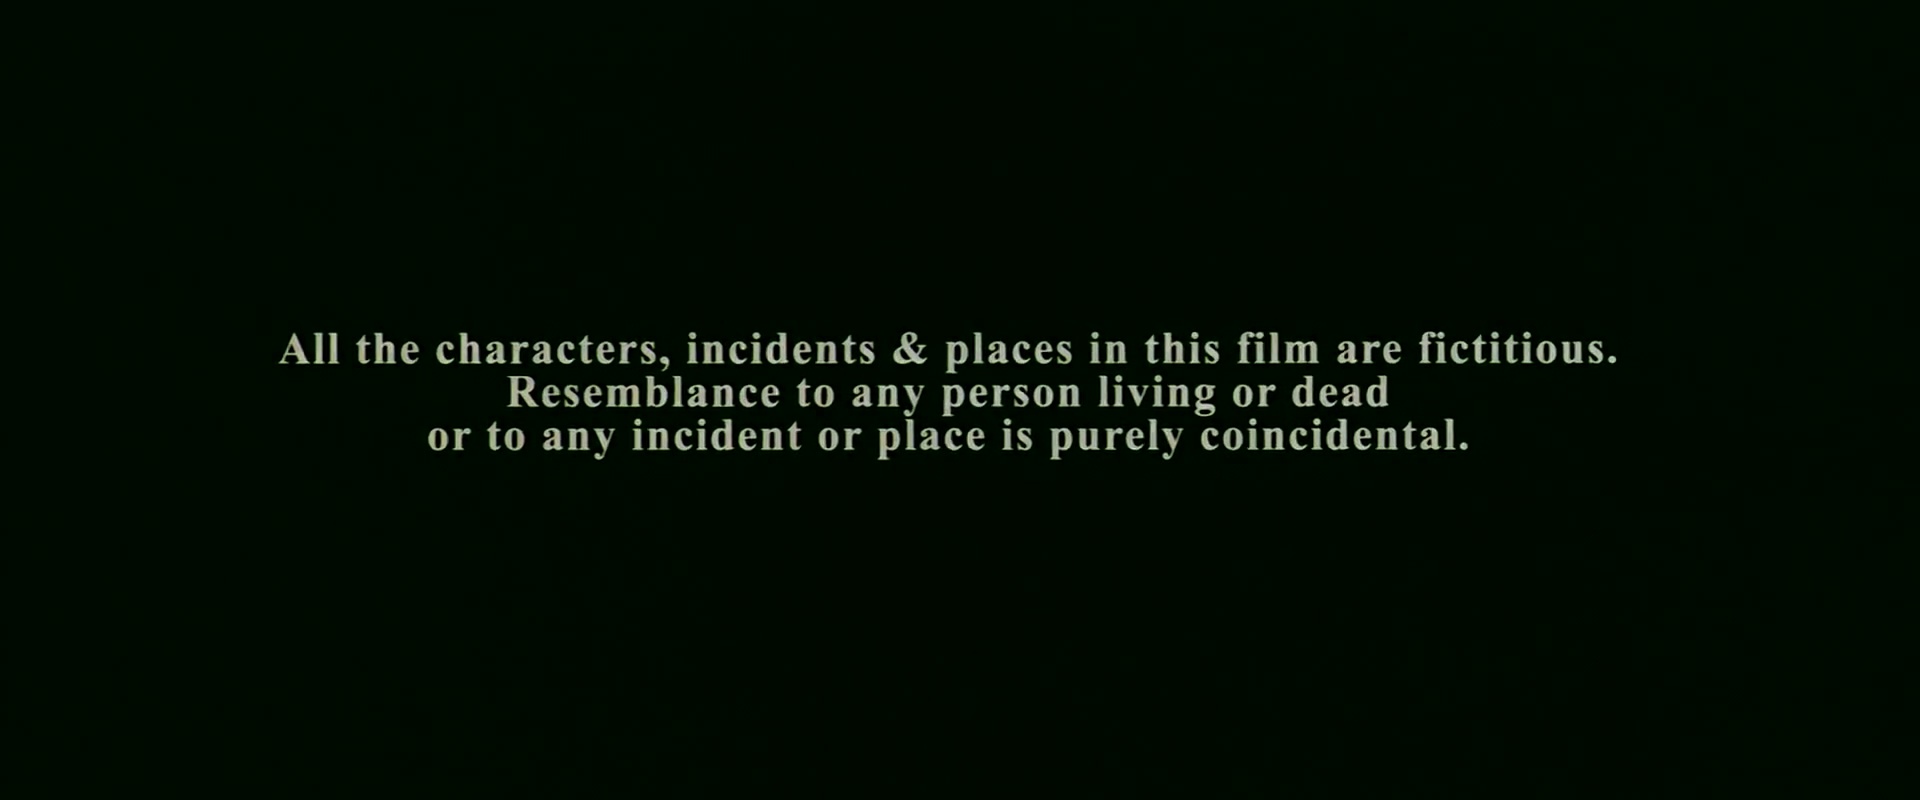 All the characters, incidents & places in this film are fictitious.
Resemblance to any person living or dead
or to any incident or place is purely coincidental.